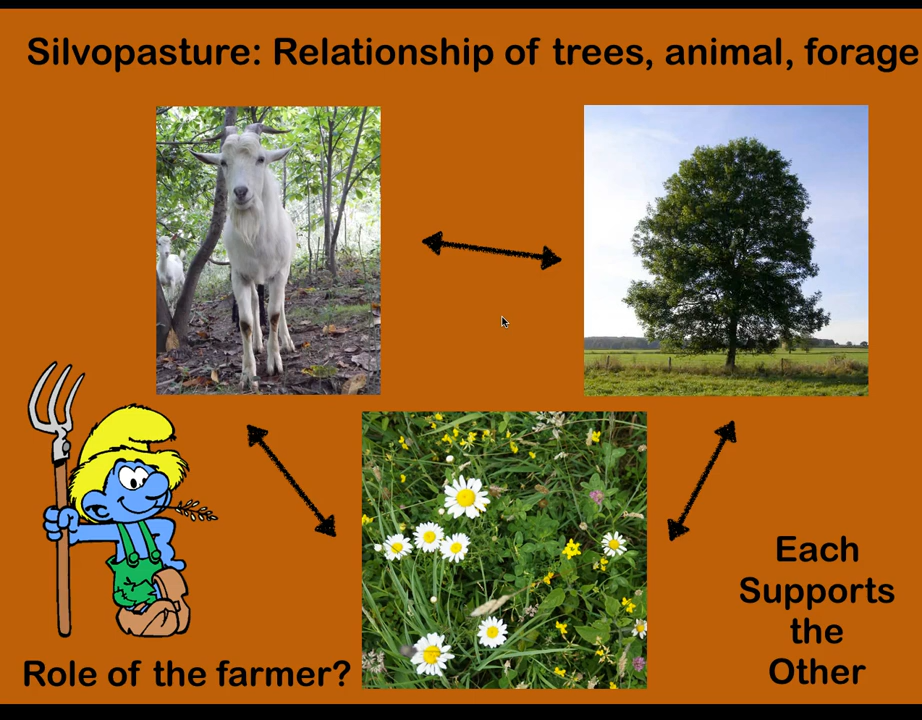 Silvopasture: Relationship of trees, animal, forage
Role of the farmer?
Each
Supports
the
Other